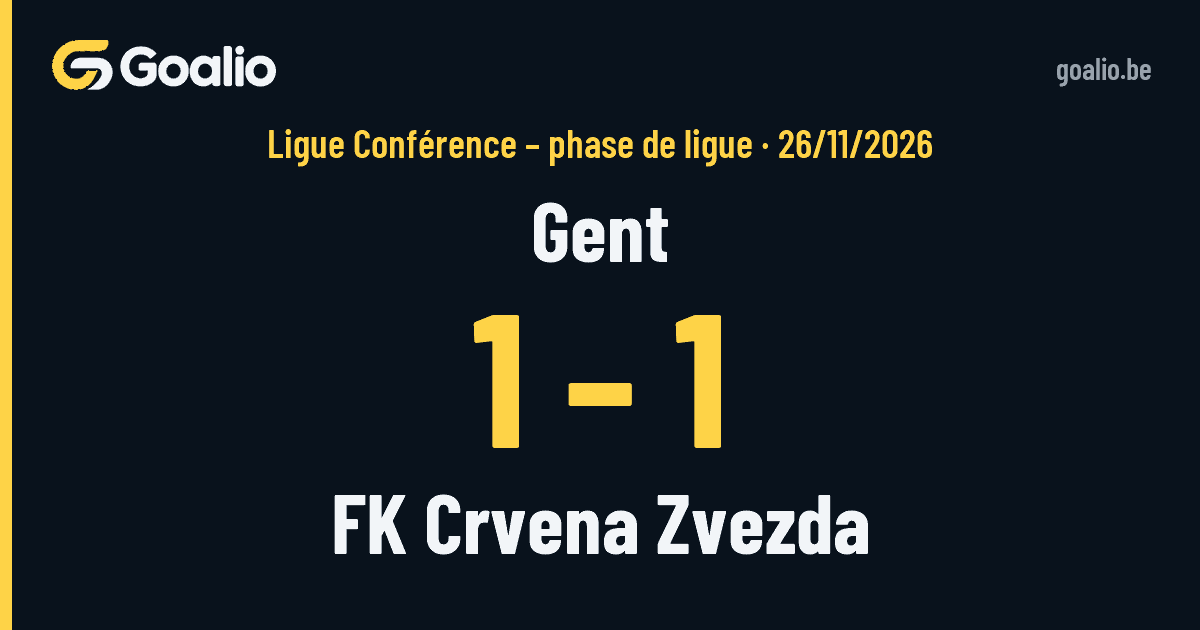 Goalio
goalio.be
Ligue Conférence – phase de ligue · 26/11/2026
Gent
1 – 1
FK Crvena Zvezda